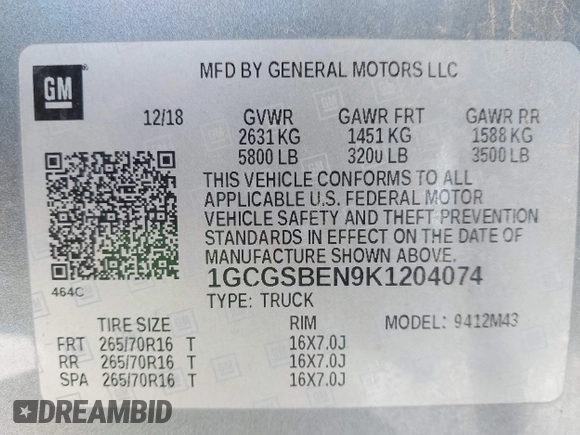 GM
MFD BY GENERAL MOTORS LLC
12/18 GVWR GAWR FRT GAWR RR
2631 KG 1451 KG 1588 KG
5800 LB 3200 LB 3500 LB
THIS VEHICLE CONFORMS TO ALL
APPLICABLE U.S. FEDERAL MOTOR
VEHICLE SAFETY AND THEFT PREVENTION
STANDARDS IN EFFECT ON THE DATE OF
MANUFACTURE SHOWN ABOVE.
464C
1GCGSBEN9K1204074
TYPE: TRUCK
TIRE SIZE RIM MODEL: 9412M43
FRT 265/70R16 T 16X7.0J
RR 265/70R16 T 16X7.0J
SPA 265/70R16 T 16X7.0J
DREAMBID